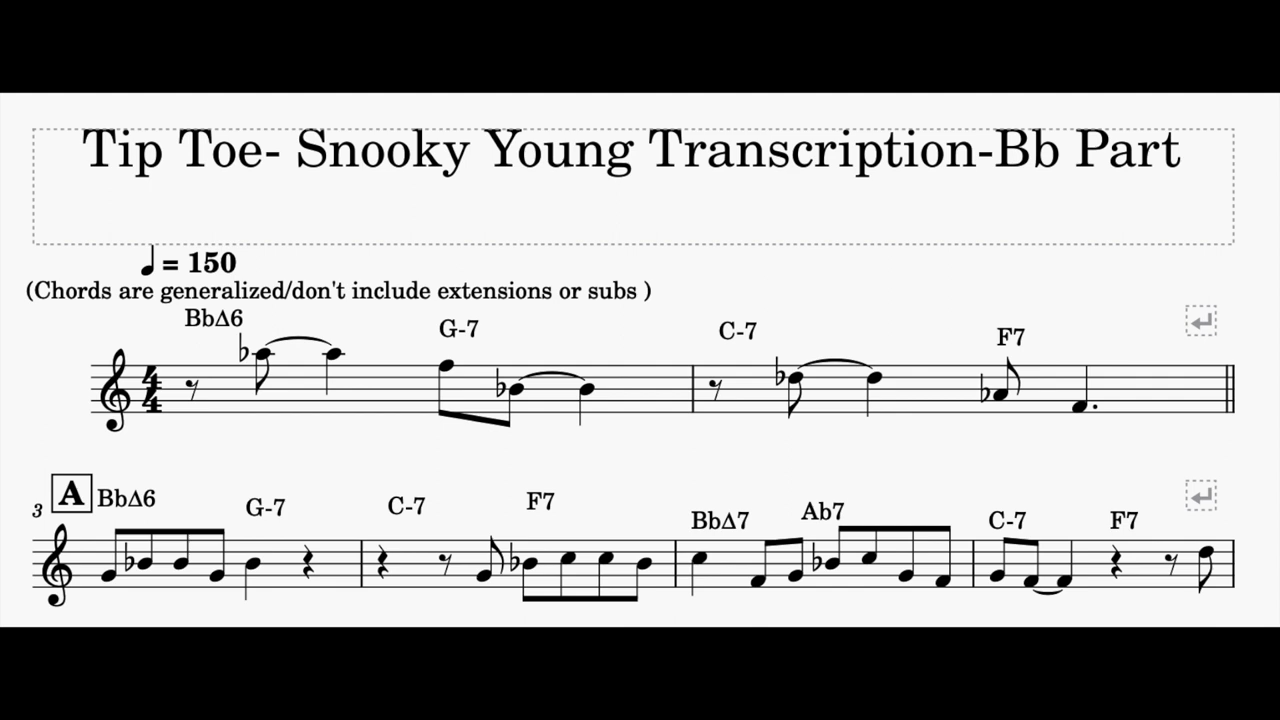 Tip Toe- Snooky Young Transcription-Bb Part
♩ = 150
(Chords are generalized/don't include extensions or subs )
Bb∆6 G-7 C-7 F7
3 A Bb∆6 G-7 C-7 F7 Bb∆7 Ab7 C-7 F7